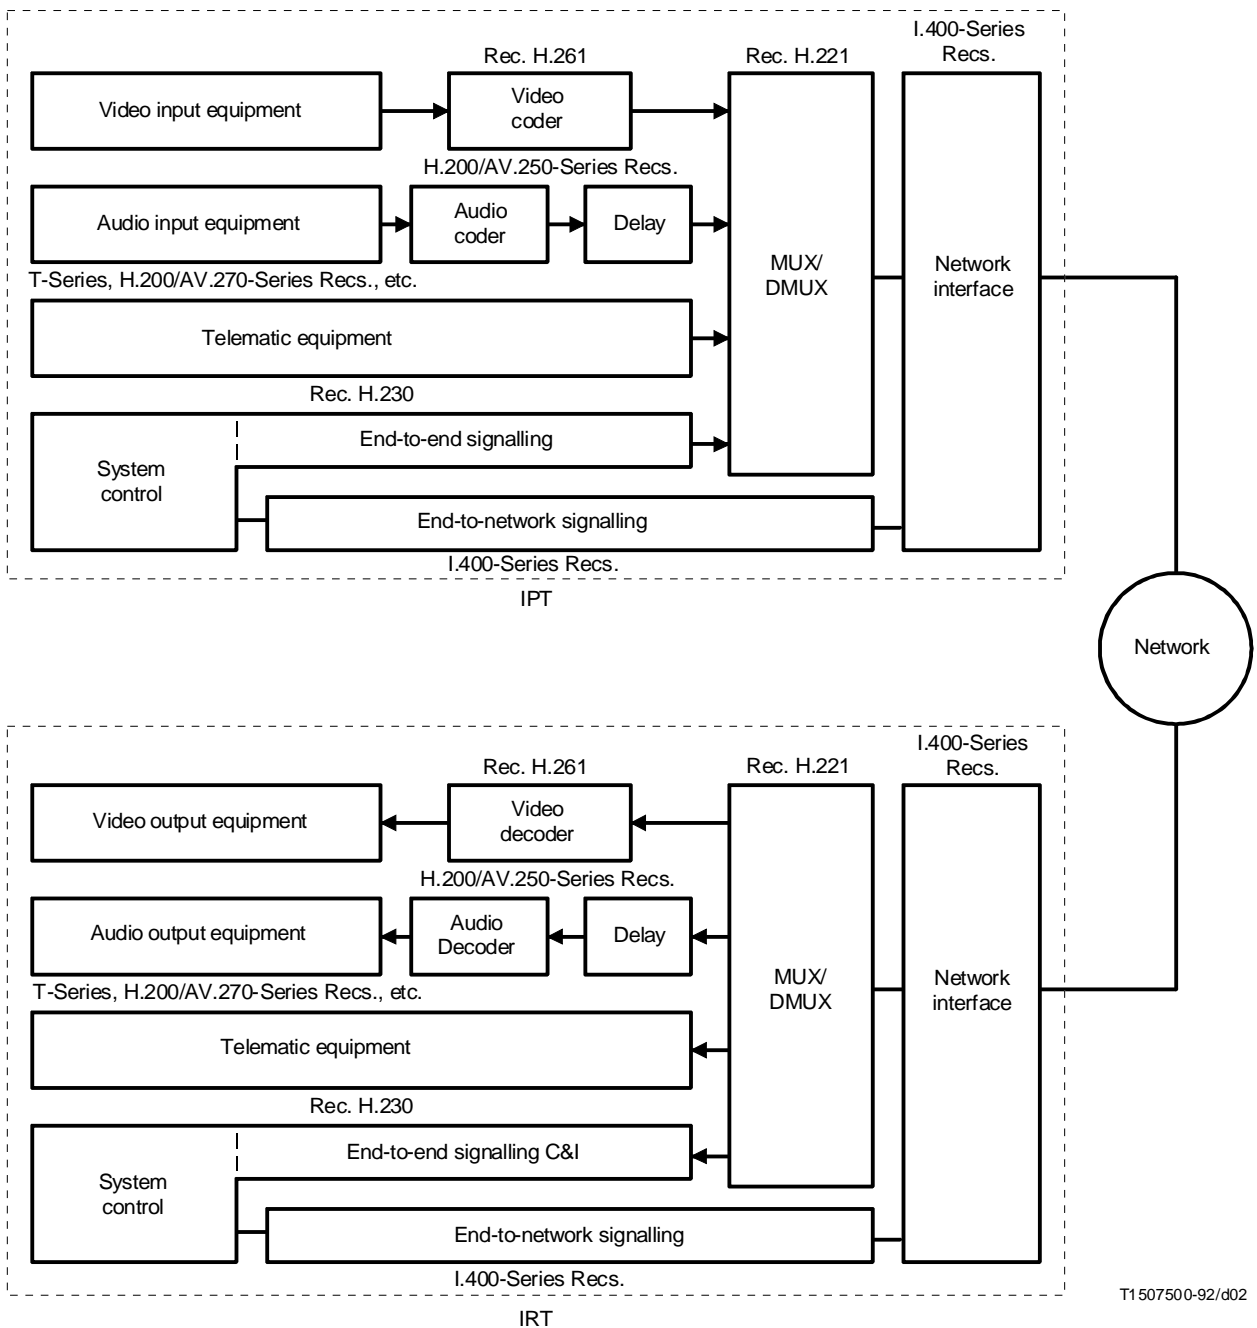 I.400-Series
Recs.
Rec. H.261
Rec. H.221
Video input equipment
Video
coder
H.200/AV.250-Series Recs.
Audio input equipment
Audio
coder
Delay
MUX/
DMUX
Network
interface
T-Series, H.200/AV.270-Series Recs., etc.
Telematic equipment
Rec. H.230
End-to-end signalling
System
control
End-to-network signalling
I.400-Series Recs.
IPT
Network
I.400-Series
Recs.
Rec. H.261
Rec. H.221
Video output equipment
Video
decoder
H.200/AV.250-Series Recs.
Audio output equipment
Audio
Decoder
Delay
MUX/
DMUX
Network
interface
T-Series, H.200/AV.270-Series Recs., etc.
Telematic equipment
Rec. H.230
End-to-end signalling C&I
System
control
End-to-network signalling
I.400-Series Recs.
T1507500-92/d02
IRT